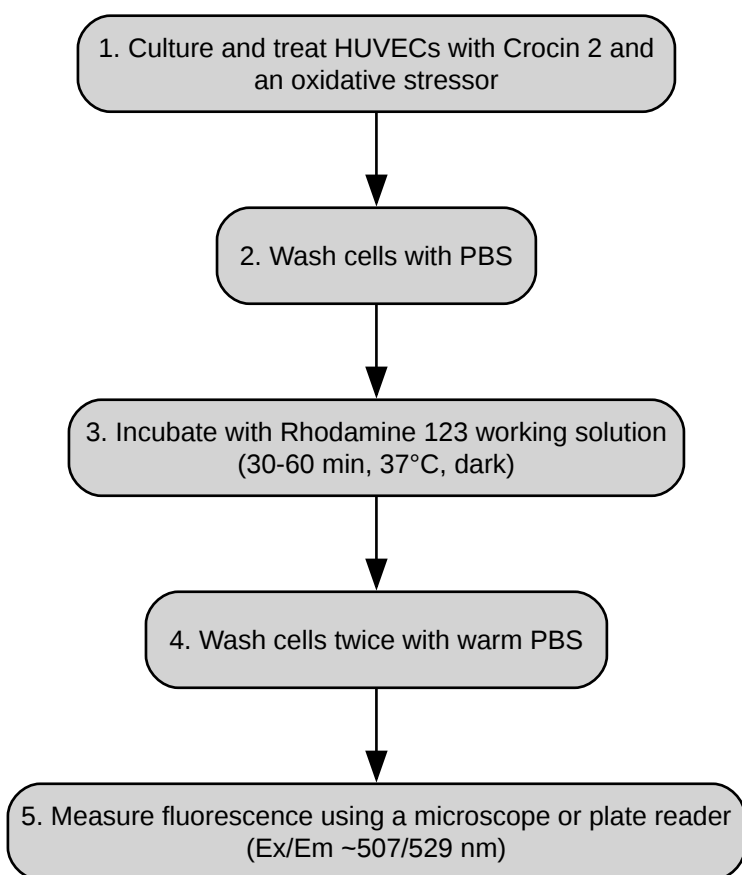 1. Culture and treat HUVECs with Crocin 2 and
an oxidative stressor
2. Wash cells with PBS
3. Incubate with Rhodamine 123 working solution
(30-60 min, 37°C, dark)
4. Wash cells twice with warm PBS
5. Measure fluorescence using a microscope or plate reader
(Ex/Em ~507/529 nm)